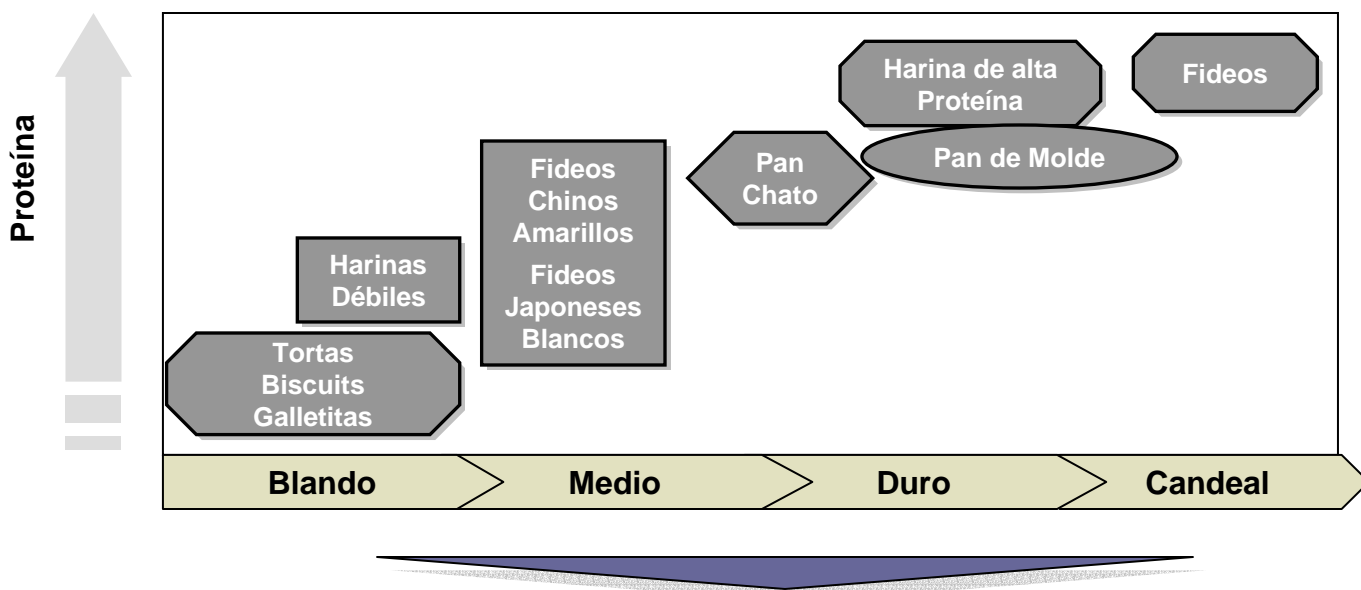 Proteína
Harina de alta
Proteína
Fideos
Pan de Molde
Pan
Chato
Fideos
Chinos
Amarillos
Fideos
Japoneses
Blancos
Harinas
Débiles
Tortas
Biscuits
Galletitas
Blando
Medio
Duro
Candeal